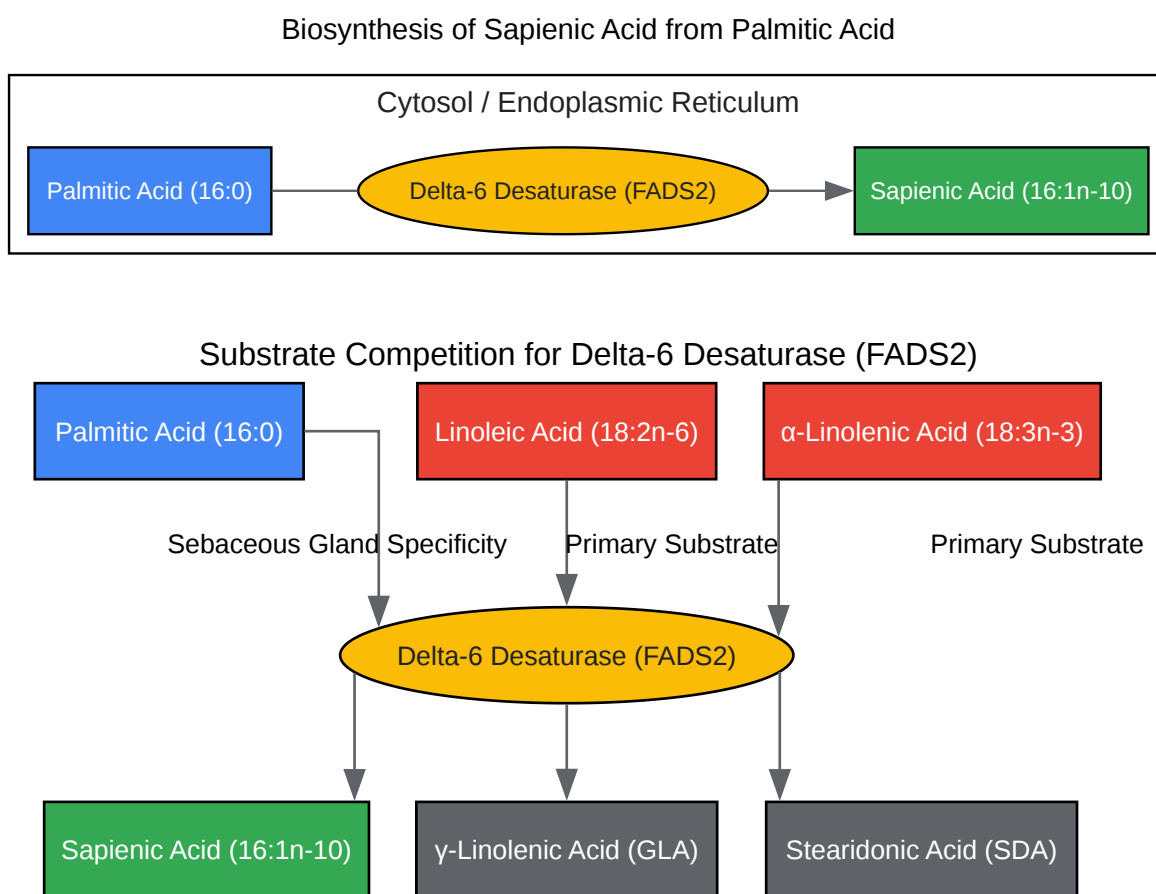 Biosynthesis of Sapienic Acid from Palmitic Acid
Cytosol / Endoplasmic Reticulum
Palmitic Acid (16:0)
Delta-6 Desaturase (FADS2)
Sapienic Acid (16:1n-10)
Substrate Competition for Delta-6 Desaturase (FADS2)
Palmitic Acid (16:0)
Linoleic Acid (18:2n-6)
α-Linolenic Acid (18:3n-3)
Sebaceous Gland Specificity
Primary Substrate
Primary Substrate
Delta-6 Desaturase (FADS2)
Sapienic Acid (16:1n-10)
γ-Linolenic Acid (GLA)
Stearidonic Acid (SDA)